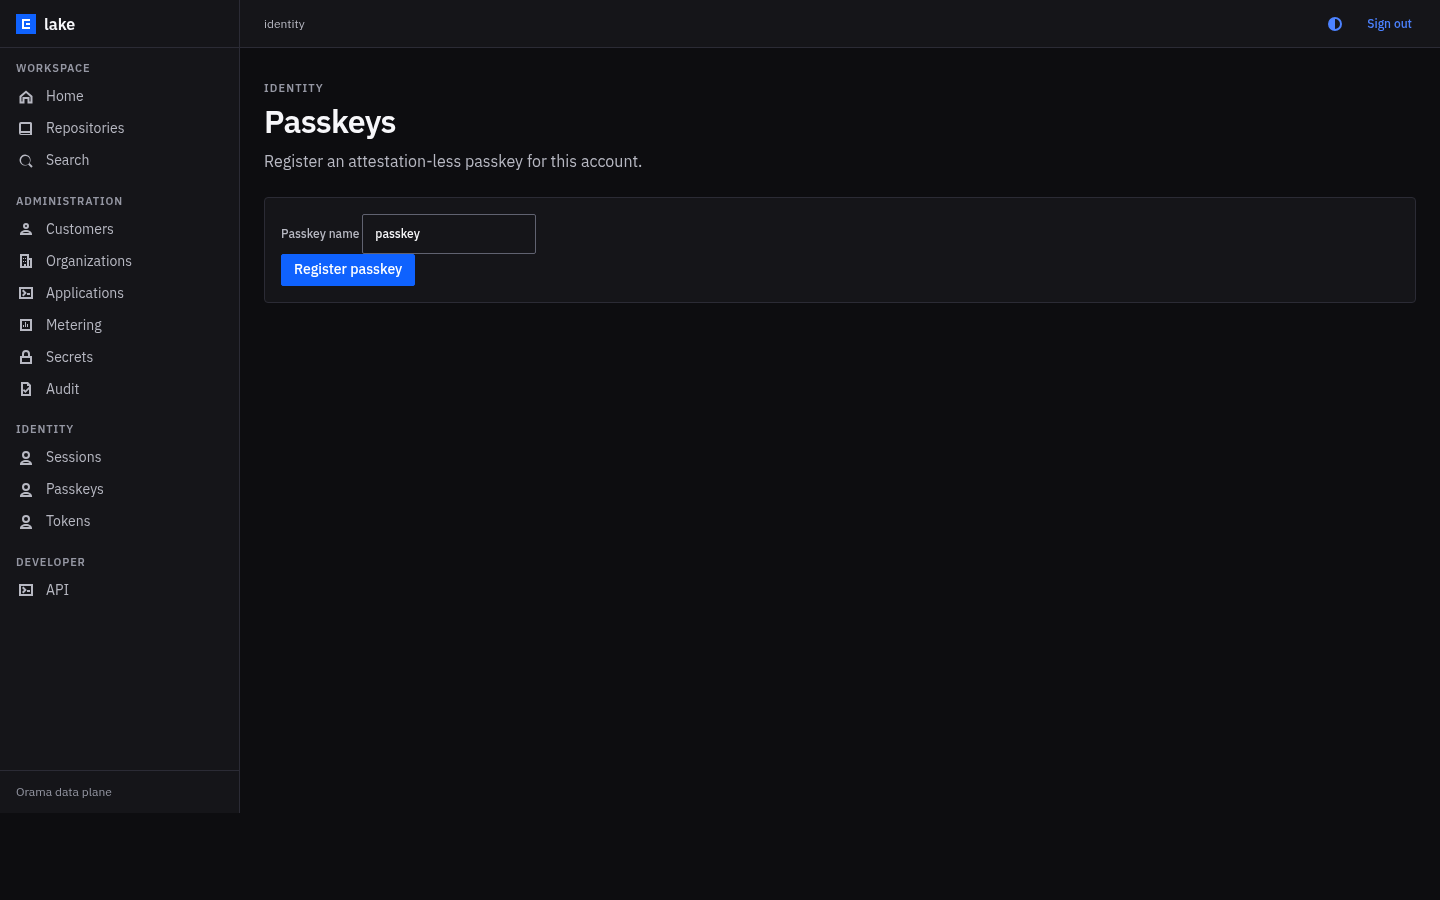 lake
identity
Sign out
WORKSPACE
Home
Repositories
Search
ADMINISTRATION
Customers
Organizations
Applications
Metering
Secrets
Audit
IDENTITY
Sessions
Passkeys
Tokens
DEVELOPER
API
Orama data plane
IDENTITY
Passkeys
Register an attestation-less passkey for this account.
Passkey name passkey
Register passkey